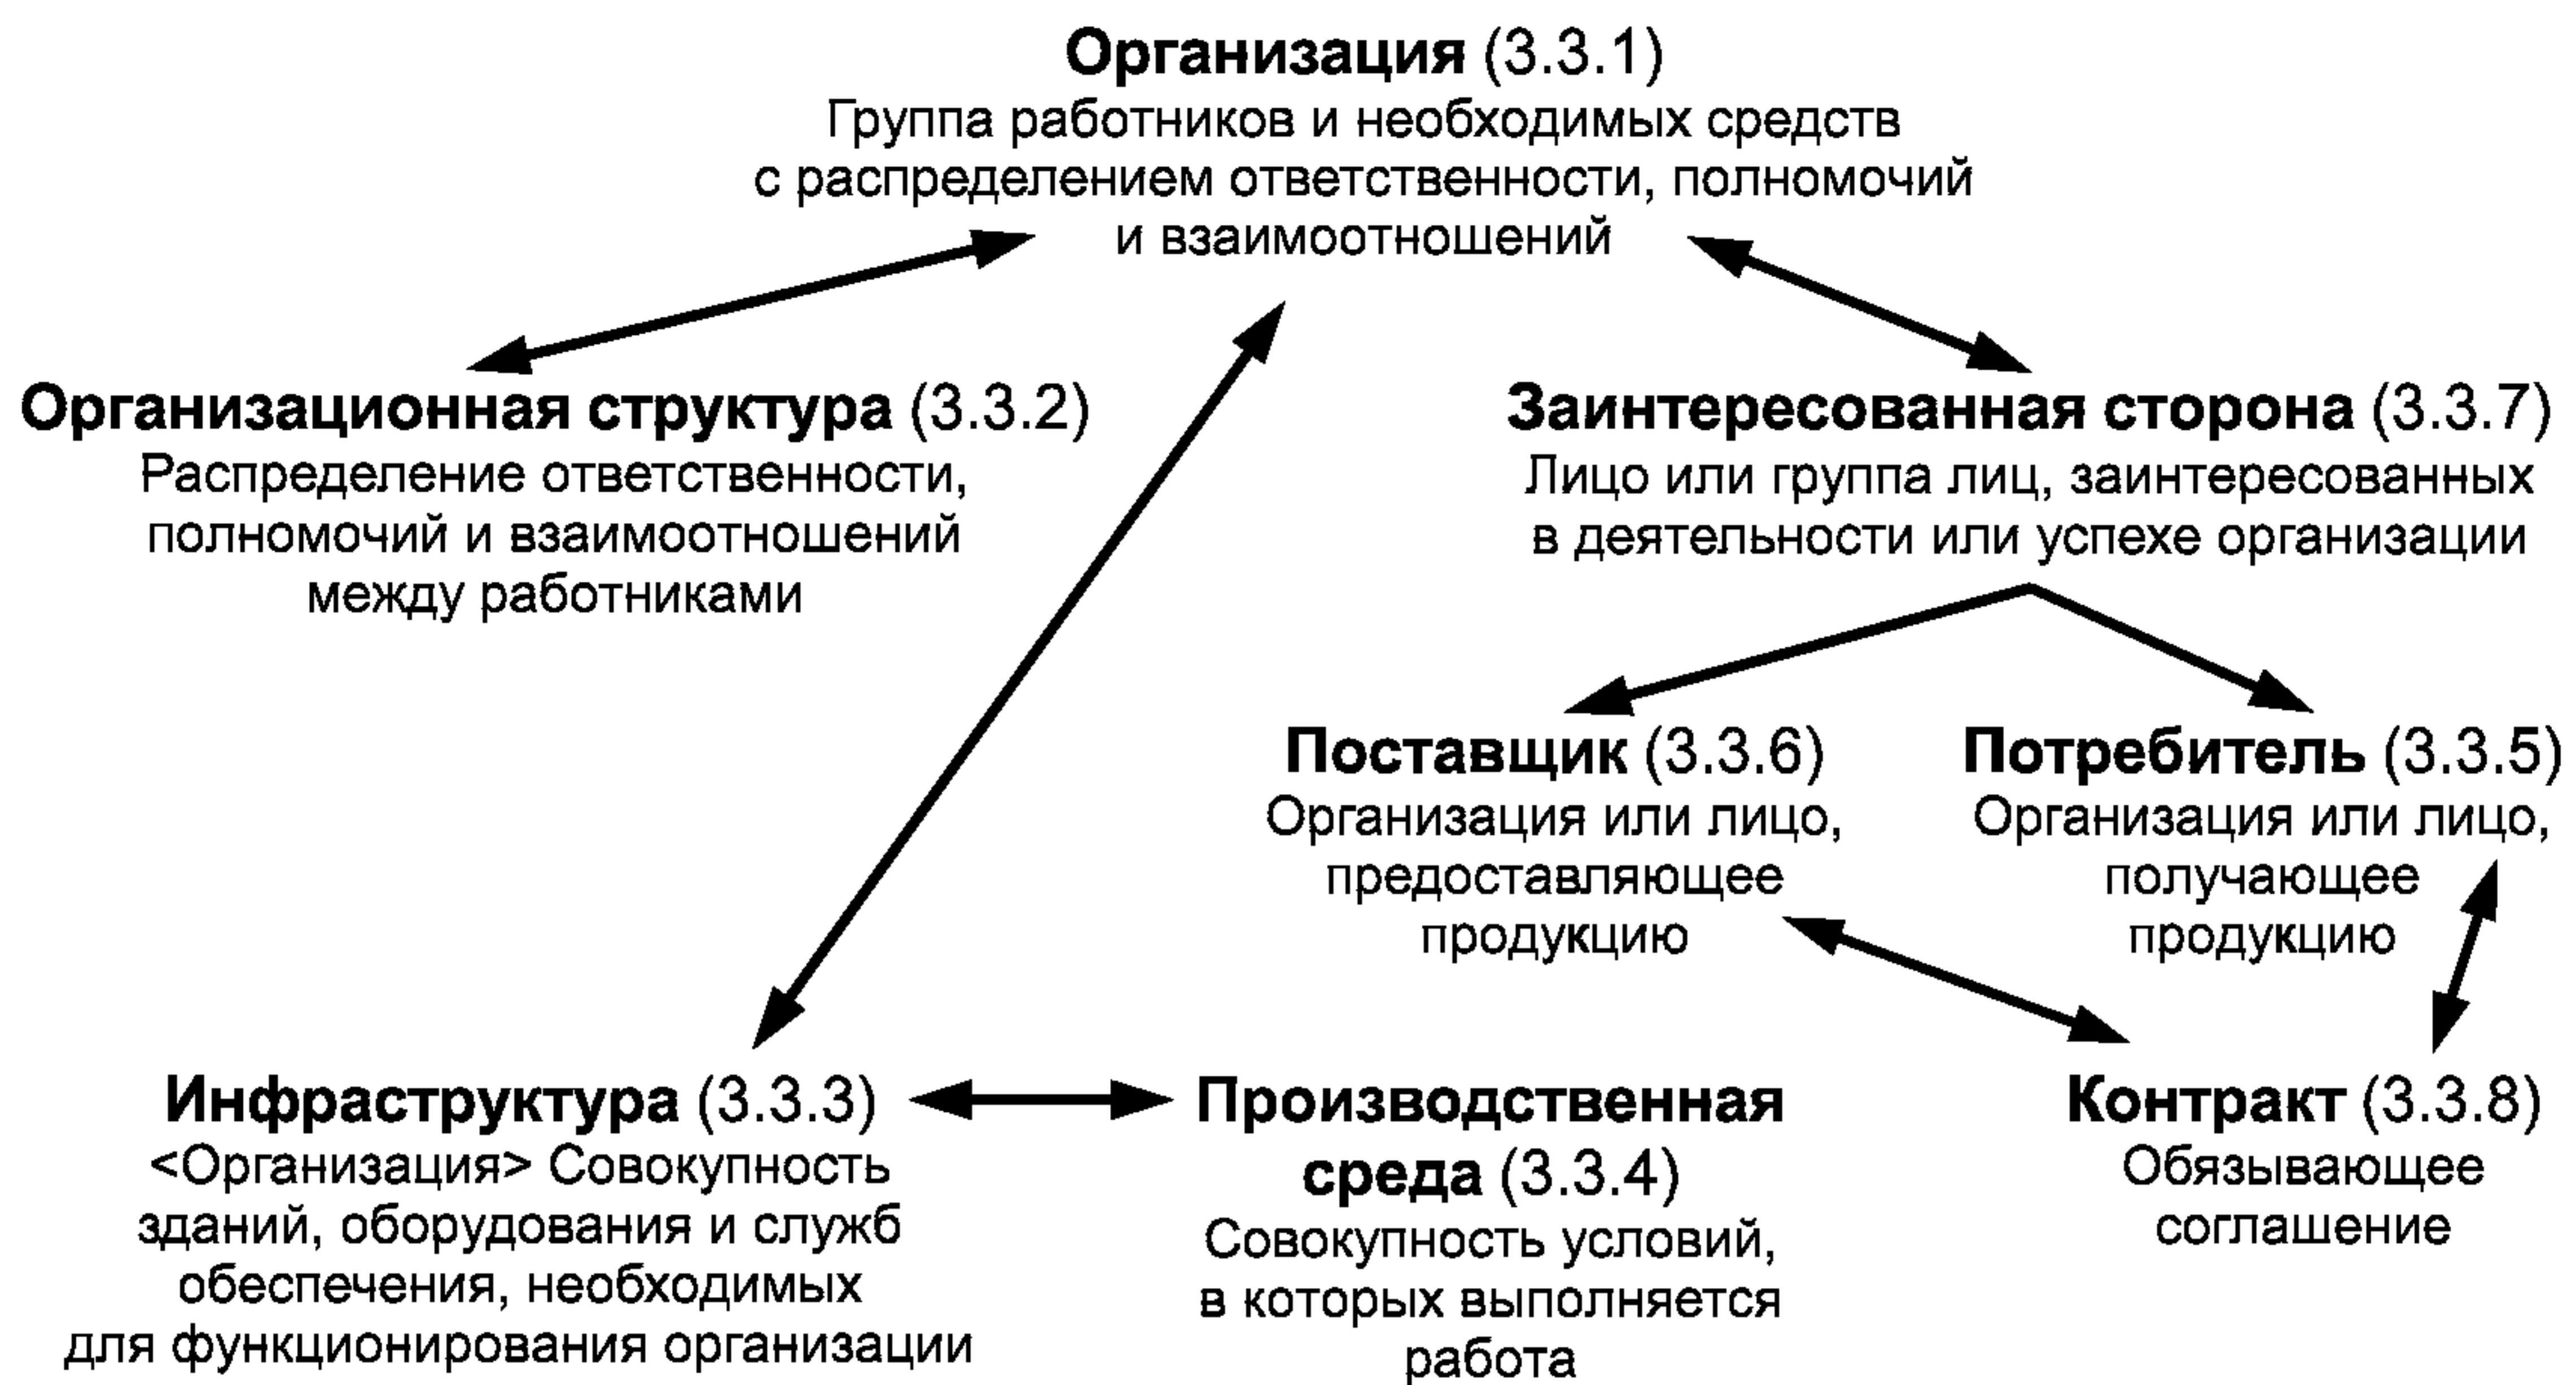 Организация (3.3.1)
Группа работников и необходимых средств
с распределением ответственности, полномочий
и взаимоотношений
Организационная структура (3.3.2)
Распределение ответственности,
полномочий и взаимоотношений
между работниками
Заинтересованная сторона (3.3.7)
Лицо или группа лиц, заинтересованных
в деятельности или успехе организации
Поставщик (3.3.6)
Организация или лицо,
предоставляющее
продукцию
Потребитель (3.3.5)
Организация или лицо,
получающее
продукцию
Инфраструктура (3.3.3)
<Организация> Совокупность
зданий, оборудования и служб
обеспечения, необходимых
для функционирования организации
Производственная
среда (3.3.4)
Совокупность условий,
в которых выполняется
работа
Контракт (3.3.8)
Обязывающее
соглашение